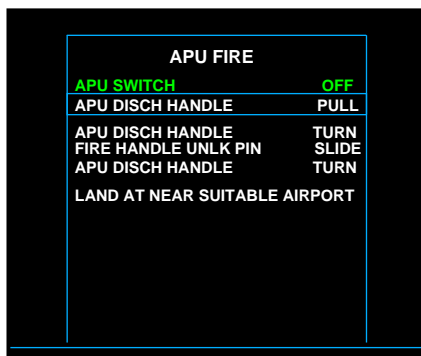 APU FIRE
APU SWITCH OFF
APU DISCH HANDLE PULL
APU DISCH HANDLE TURN
FIRE HANDLE UNLK PIN SLIDE
APU DISCH HANDLE TURN
LAND AT NEAR SUITABLE AIRPORT